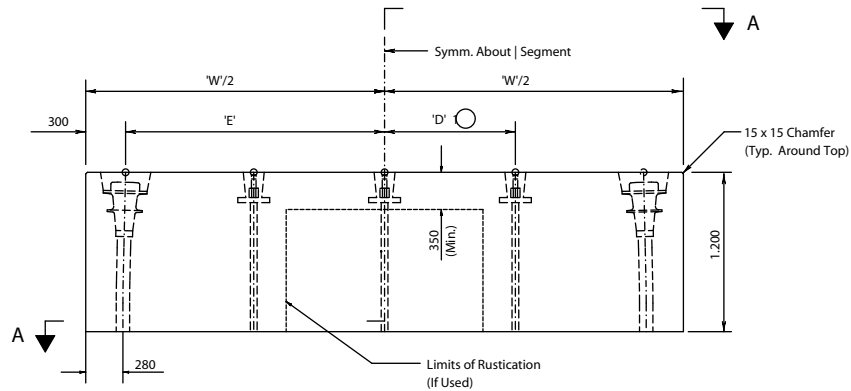 A
Symm. About | Segment
'W'/2
'W'/2
300
'E'
'D' 1
15 x 15 Chamfer
(Typ. Around Top)
350
(Min.)
1.200
A
280
Limits of Rustication
(If Used)